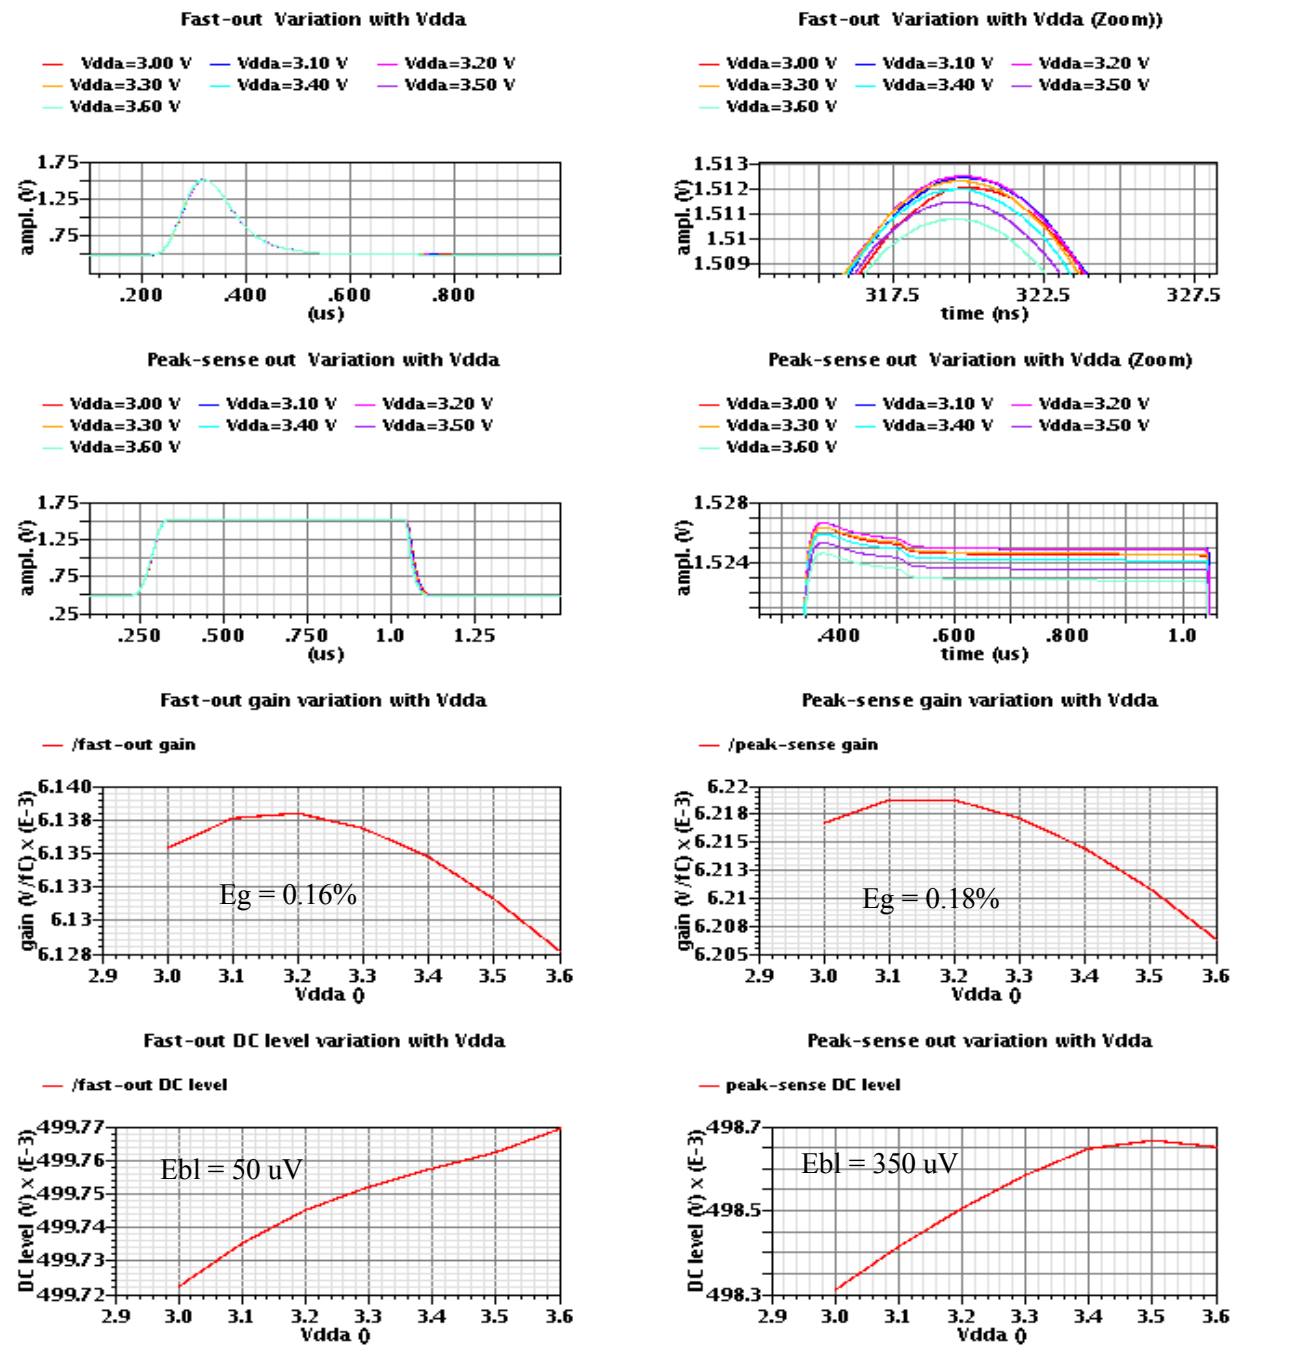 Fast-out Variation with Vdda
Vdda=3.00 V Vdda=3.10 V Vdda=3.20 V
Vdda=3.30 V Vdda=3.40 V Vdda=3.50 V
Vdda=3.60 V
ampl. (V)
1.75
1.25
.75
.200 .400 .600 .800
(us)
Fast-out Variation with Vdda (Zoom))
Vdda=3.00 V Vdda=3.10 V Vdda=3.20 V
Vdda=3.30 V Vdda=3.40 V Vdda=3.50 V
Vdda=3.60 V
ampl. (V)
1.513
1.512
1.511
1.51
1.509
317.5 322.5 327.5
time (ns)
Peak-sense out Variation with Vdda
Vdda=3.00 V Vdda=3.10 V Vdda=3.20 V
Vdda=3.30 V Vdda=3.40 V Vdda=3.50 V
Vdda=3.60 V
ampl. (V)
1.75
1.25
.75
.25
.250 .500 .750 1.0 1.25
(us)
Peak-sense out Variation with Vdda (Zoom)
Vdda=3.00 V Vdda=3.10 V Vdda=3.20 V
Vdda=3.30 V Vdda=3.40 V Vdda=3.50 V
Vdda=3.60 V
ampl. (V)
1.528
1.524
.400 .600 .800 1.0
time (us)
Fast-out gain variation with Vdda
/fast-out gain
gain (V/fC) x (E-3)
6.140
6.138
6.135
6.133
6.13
6.128
Eg = 0.16%
2.9 3.0 3.1 3.2 3.3 3.4 3.5 3.6
Vdda ()
Peak-sense gain variation with Vdda
/peak-sense gain
gain (V/fC) x (E-3)
6.22
6.218
6.215
6.213
6.21
6.208
6.205
Eg = 0.18%
2.9 3.0 3.1 3.2 3.3 3.4 3.5 3.6
Vdda ()
Fast-out DC level variation with Vdda
/fast-out DC level
DC level (V) x (E-3)
499.77
499.76
499.75
499.74
499.73
499.72
Ebl = 50 uV
2.9 3.0 3.1 3.2 3.3 3.4 3.5 3.6
Vdda ()
Peak-sense out variation with Vdda
peak-sense DC level
DC level (V) x (E-3)
498.7
498.5
498.3
Ebl = 350 uV
2.9 3.0 3.1 3.2 3.3 3.4 3.5 3.6
Vdda ()